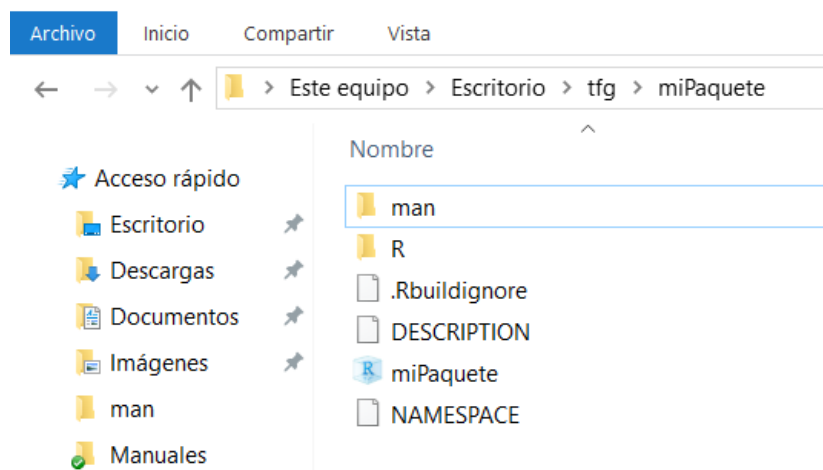 Archivo Inicio Compartir Vista
Este equipo > Escritorio > tfg > miPaquete
Acceso rápido
Escritorio
Descargas
Documentos
Imágenes
man
Manuales
Nombre
man
R
.Rbuildignore
DESCRIPTION
miPaquete
NAMESPACE